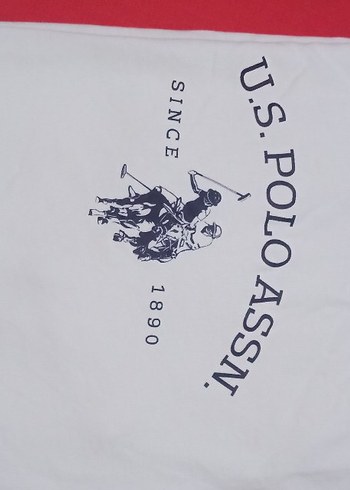 U.S. POLO ASSN.
SINCE 1890